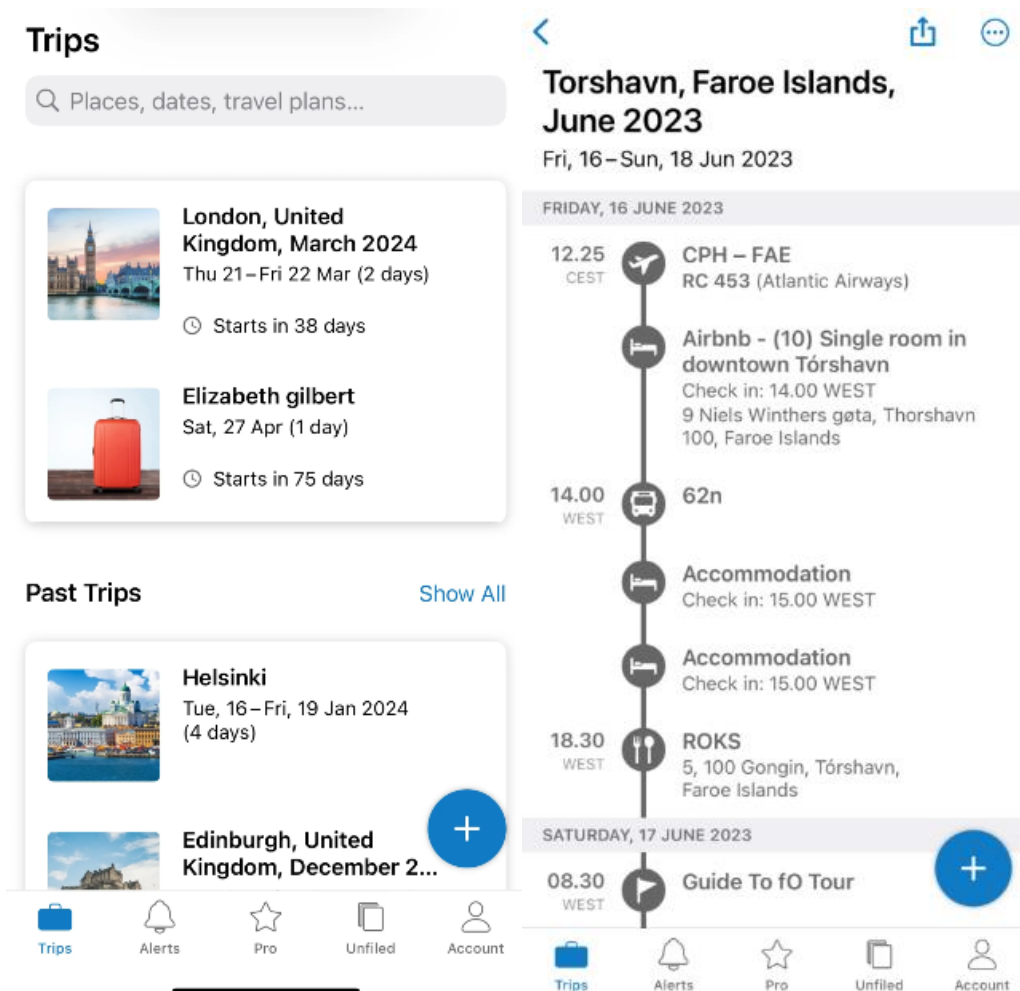 Trips
Places, dates, travel plans...
London, United
Kingdom, March 2024
Thu 21–Fri 22 Mar (2 days)
Starts in 38 days
Elizabeth gilbert
Sat, 27 Apr (1 day)
Starts in 75 days
Past Trips
Show All
Helsinki
Tue, 16–Fri, 19 Jan 2024
(4 days)
Edinburgh, United
Kingdom, December 2...
Trips
Alerts
Pro
Unfiled
Account
Torshavn, Faroe Islands,
June 2023
Fri, 16–Sun, 18 Jun 2023
FRIDAY, 16 JUNE 2023
12.25
CEST
CPH – FAE
RC 453 (Atlantic Airways)
Airbnb - (10) Single room in
downtown Tórshavn
Check in: 14.00 WEST
9 Niels Winthers gøta, Thorshavn
100, Faroe Islands
14.00
WEST
62n
Accommodation
Check in: 15.00 WEST
Accommodation
Check in: 15.00 WEST
18.30
WEST
ROKS
5, 100 Gongin, Tórshavn,
Faroe Islands
SATURDAY, 17 JUNE 2023
08.30
WEST
Guide To fO Tour
Trips
Alerts
Pro
Unfiled
Account